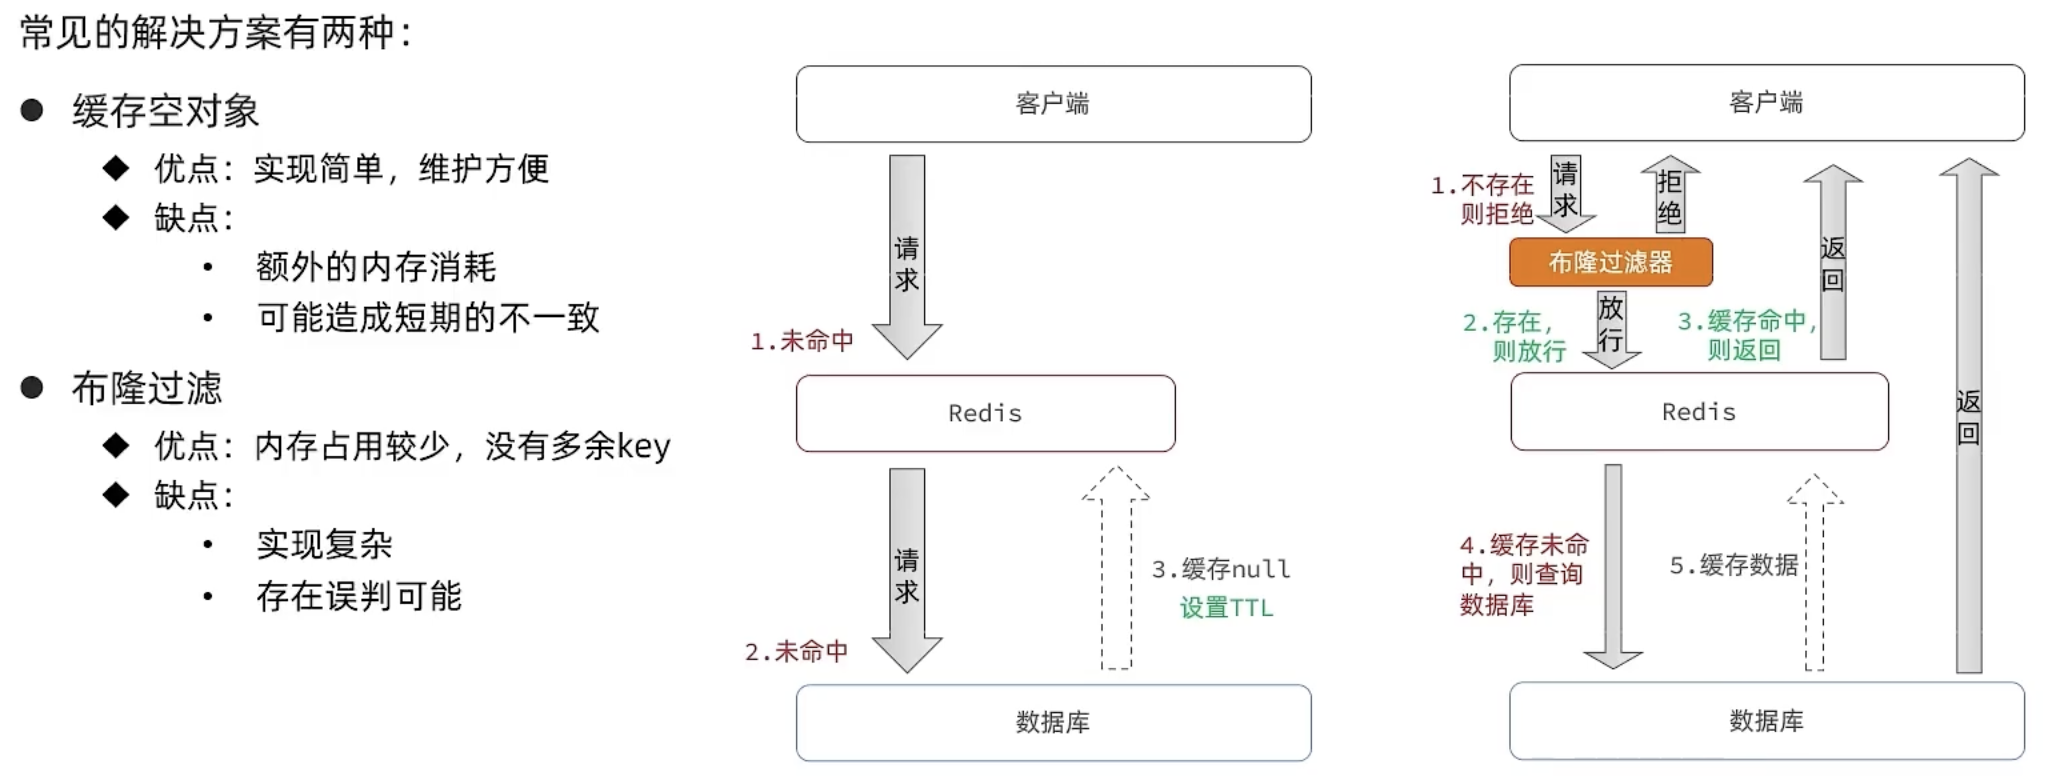 常见的解决方案有两种：
● 缓存空对象
◆ 优点：实现简单，维护方便
◆ 缺点：
• 额外的内存消耗
• 可能造成短期的不一致
● 布隆过滤
◆ 优点：内存占用较少，没有多余key
◆ 缺点：
• 实现复杂
• 存在误判可能
客户端
请
求
1.未命中
Redis
请
求
2.未命中
3.缓存null
设置TTL
数据库
客户端
1.不存在
则拒绝
请
求
拒
绝
布隆过滤器
2.存在，
则放行
放
行
3.缓存命中，
则返回
返
回
Redis
返
回
4.缓存未命
中，则查询
数据库
5.缓存数据
数据库